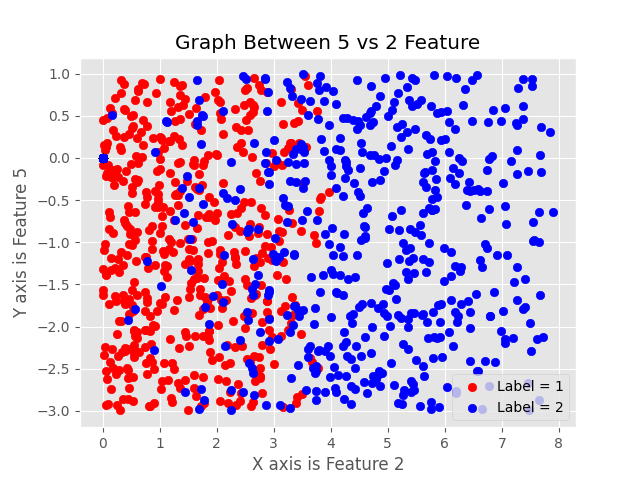 Graph Between 5 vs 2 Feature
1.0
0.5
0.0
−0.5
−1.0
−1.5
−2.0
−2.5
−3.0
Y axis is Feature 5
Label = 1
Label = 2
0 1 2 3 4 5 6 7 8
X axis is Feature 2